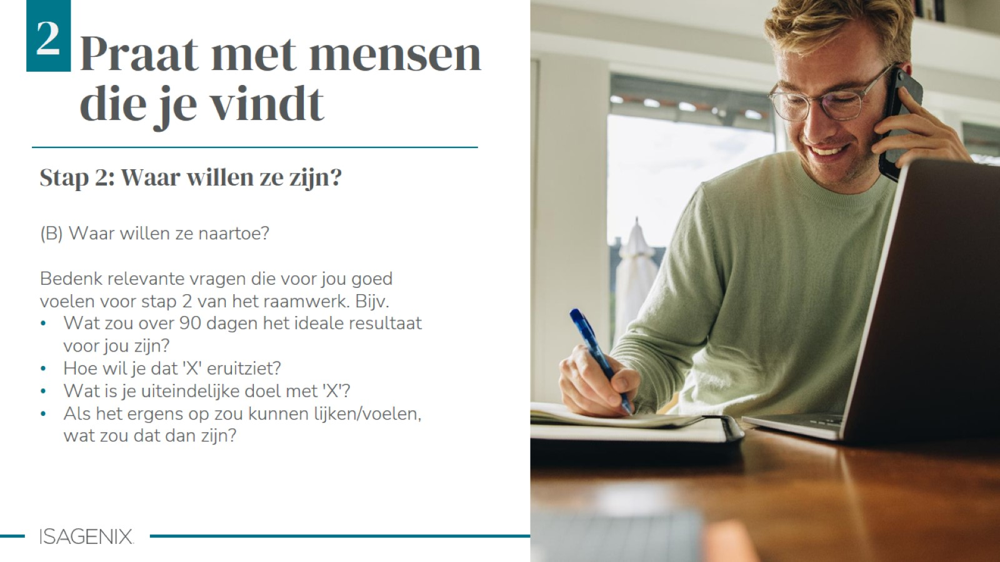 2
Praat met mensen
die je vindt
Stap 2: Waar willen ze zijn?
(B) Waar willen ze naartoe?
Bedenk relevante vragen die voor jou goed
voelen voor stap 2 van het raamwerk. Bijv.
• Wat zou over 90 dagen het ideale resultaat
voor jou zijn?
• Hoe wil je dat 'X' eruitziet?
• Wat is je uiteindelijke doel met 'X'?
• Als het ergens op zou kunnen lijken/voelen,
wat zou dat dan zijn?
ISAGENIX